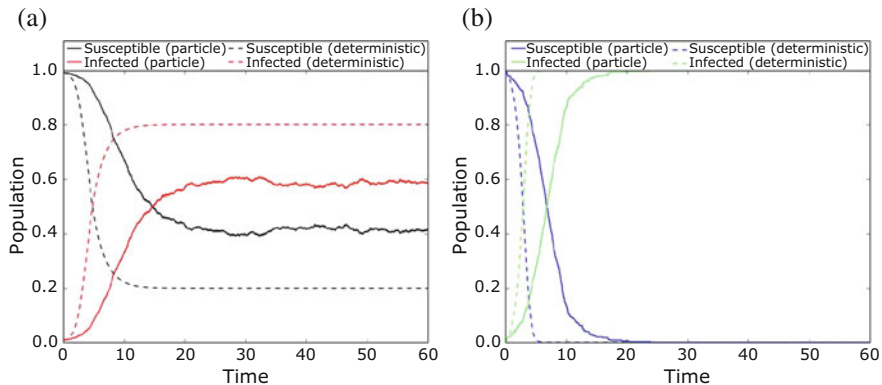 (a)
Susceptible (particle) Susceptible (deterministic)
Infected (particle) Infected (deterministic)
1.0
0.8
0.6
0.4
0.2
0.0
Population
0 10 20 30 40 50 60
Time
(b)
Susceptible (particle) Susceptible (deterministic)
Infected (particle) Infected (deterministic)
1.0
0.8
0.6
0.4
0.2
0.0
Population
0 10 20 30 40 50 60
Time